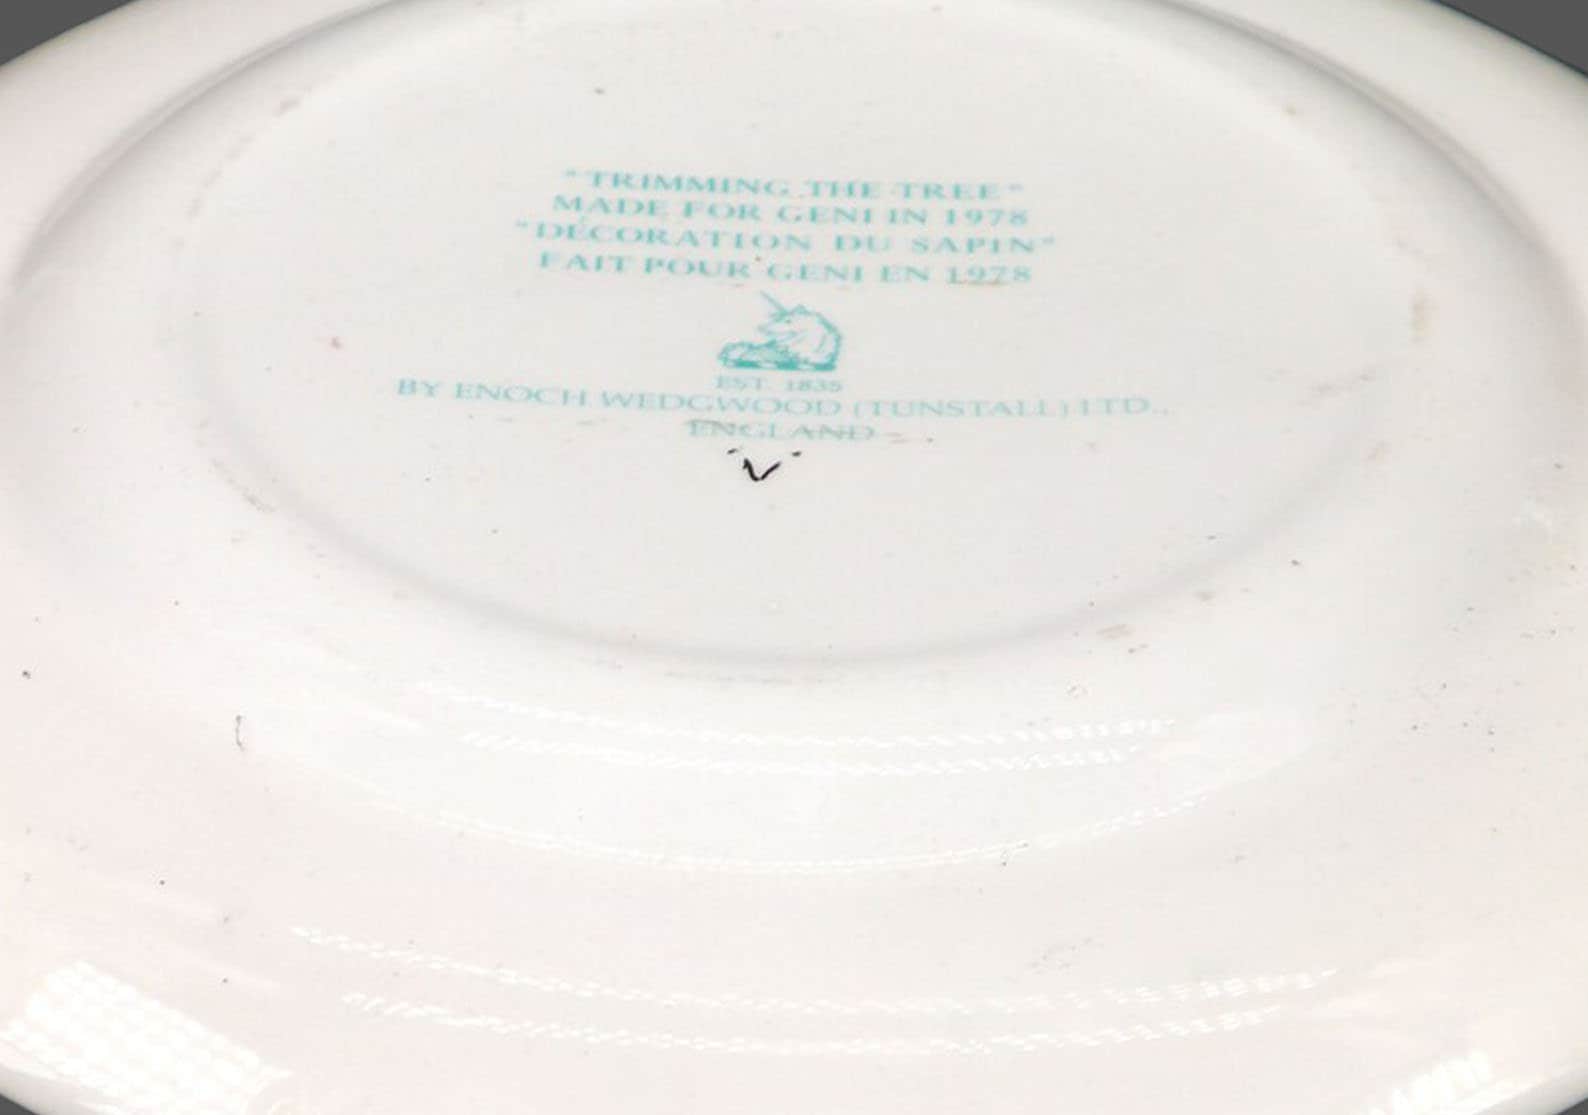 "TRIMMING THE TREE"
MADE FOR GENI IN 1978
"DÉCORATION DU SAPIN"
FAIT POUR GENI EN 1978
EST. 1835
BY ENOCH WEDGWOOD (TUNSTALL) LTD.,
ENGLAND